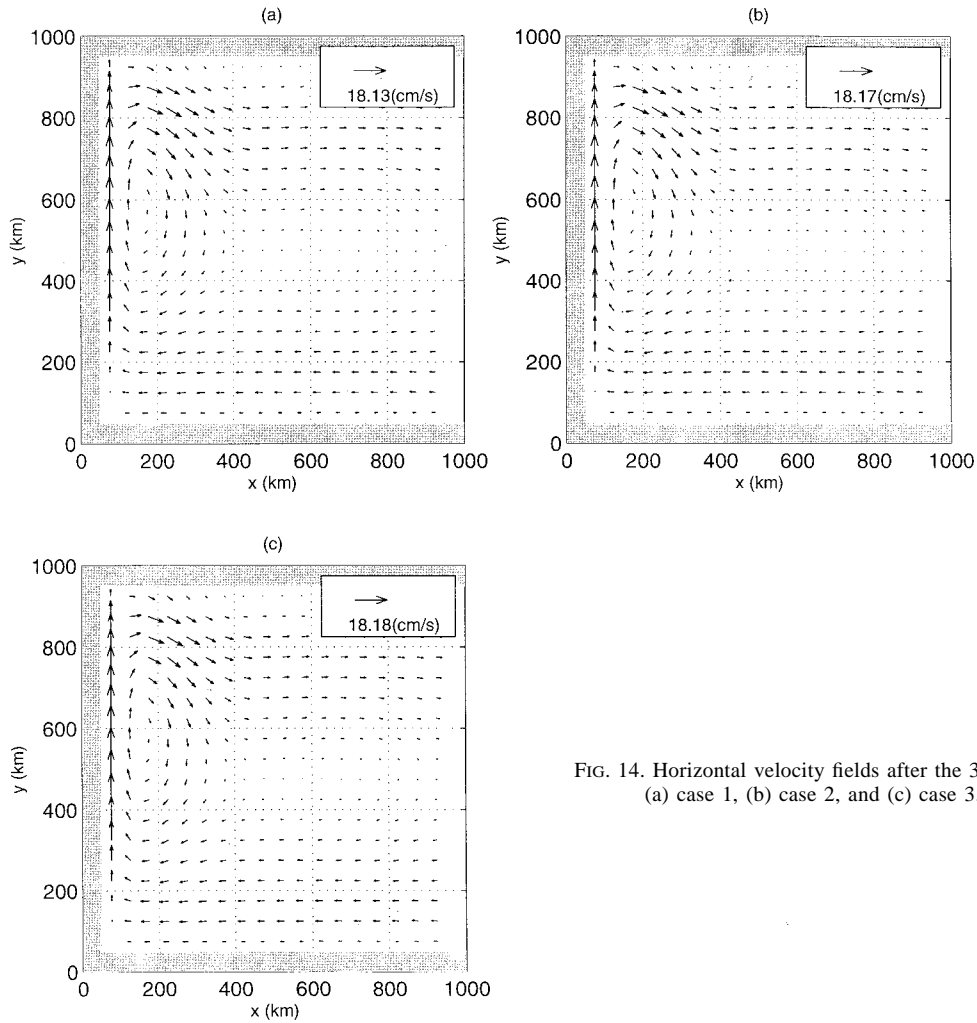 (a)
1000
800
600
400
200
0
y (km)
18.13(cm/s)
0 200 400 600 800 1000
x (km)
(b)
1000
800
600
400
200
0
y (km)
18.17(cm/s)
0 200 400 600 800 1000
x (km)
(c)
1000
800
600
400
200
0
y (km)
18.18(cm/s)
0 200 400 600 800 1000
x (km)
FIG. 14. Horizontal velocity fields after the 3
(a) case 1, (b) case 2, and (c) case 3.